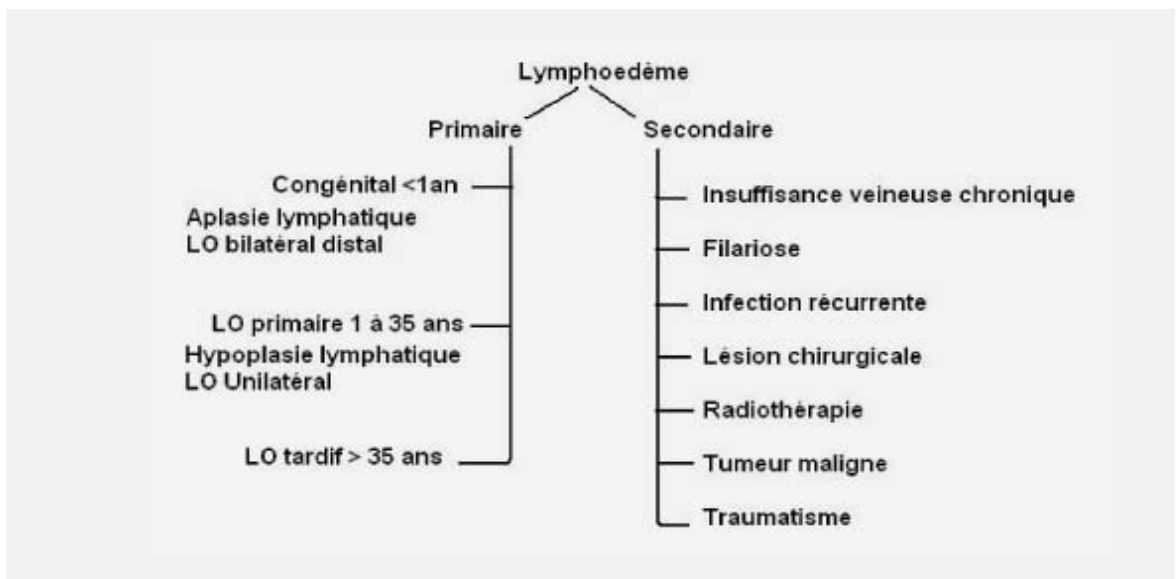 Lymphoedème
Primaire
Secondaire
Congénital <1an
Aplasie lymphatique
LO bilatéral distal
LO primaire 1 à 35 ans
Hypoplasie lymphatique
LO Unilatéral
LO tardif > 35 ans
Insuffisance veineuse chronique
Filariose
Infection récurrente
Lésion chirurgicale
Radiothérapie
Tumeur maligne
Traumatisme